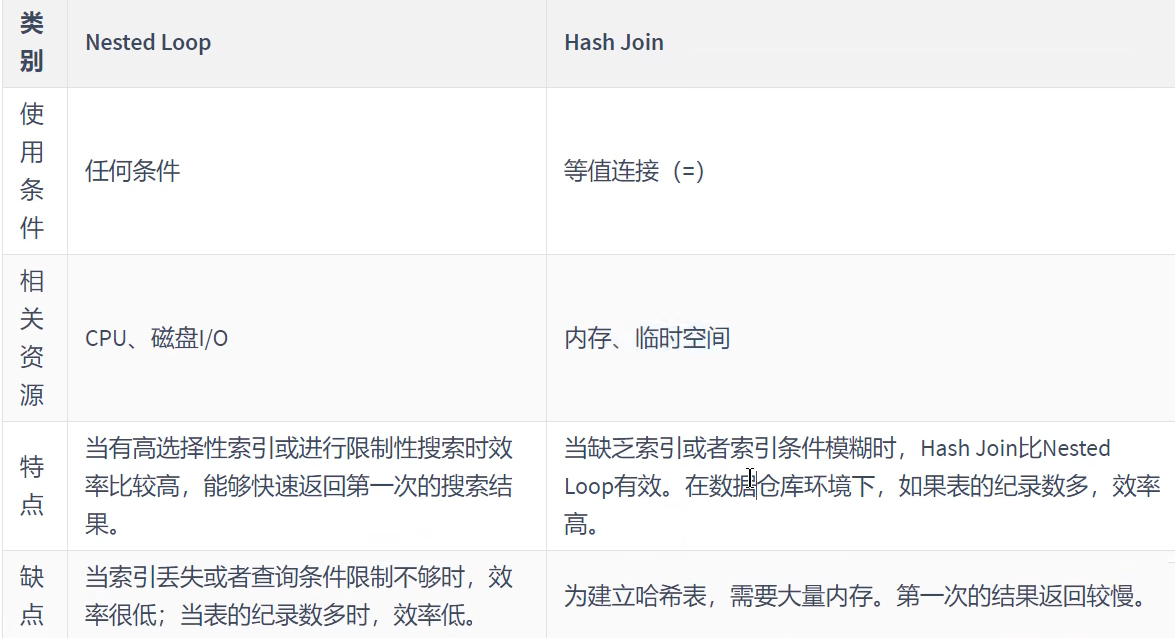 类别
Nested Loop
Hash Join
使用条件
任何条件
等值连接（=）
相关资源
CPU、磁盘I/O
内存、临时空间
特点
当有高选择性索引或进行限制性搜索时效
率比较高，能够快速返回第一次的搜索结
果。
当缺乏索引或者索引条件模糊时，Hash Join比Nested
Loop有效。在数据仓库环境下，如果表的纪录数多，效率
高。
缺点
当索引丢失或者查询条件限制不够时，效
率很低；当表的纪录数多时，效率低。
为建立哈希表，需要大量内存。第一次的结果返回较慢。